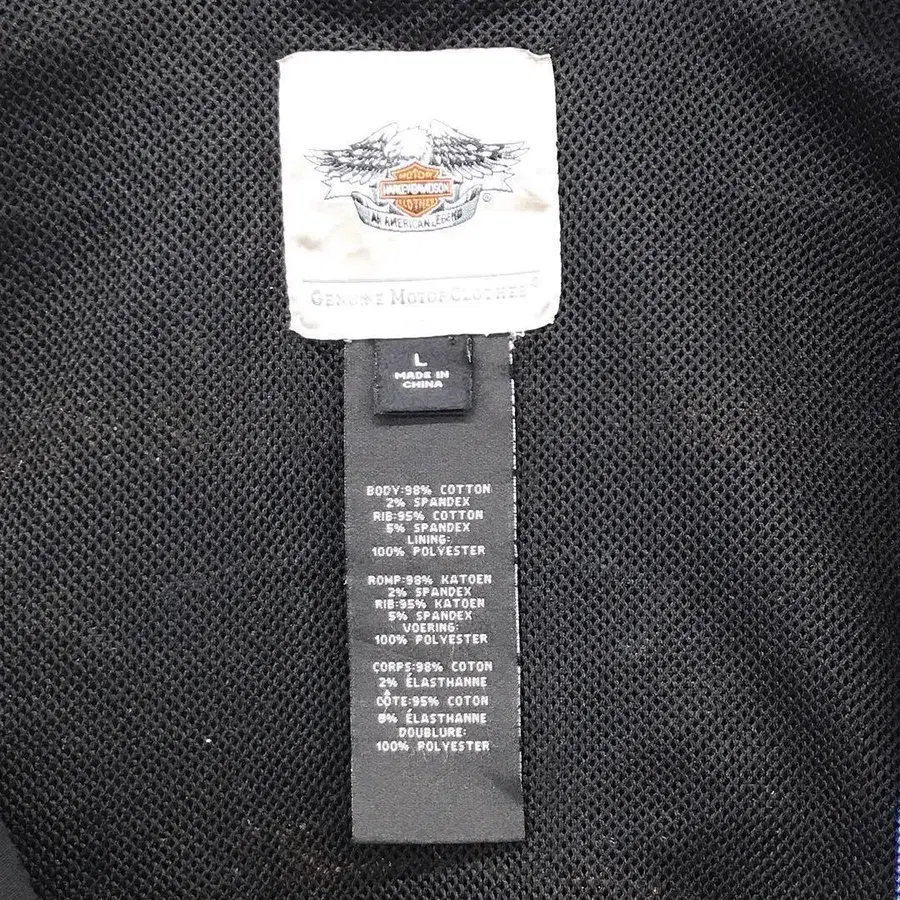 MOTOR
HARLEY-DAVIDSON
CLOTHES
AN AMERICAN LEGEND
®
GENUINE MOTORCLOTHES®
L
MADE IN
CHINA
BODY:98% COTTON
2% SPANDEX
RIB:95% COTTON
5% SPANDEX
LINING:
100% POLYESTER
ROMP:98% KATOEN
2% SPANDEX
RIB:95% KATOEN
5% SPANDEX
VOERING:
100% POLYESTER
CORPS:98% COTON
2% ÉLASTHANNE
CÔTE:95% COTON
5% ÉLASTHANNE
DOUBLURE:
100% POLYESTER